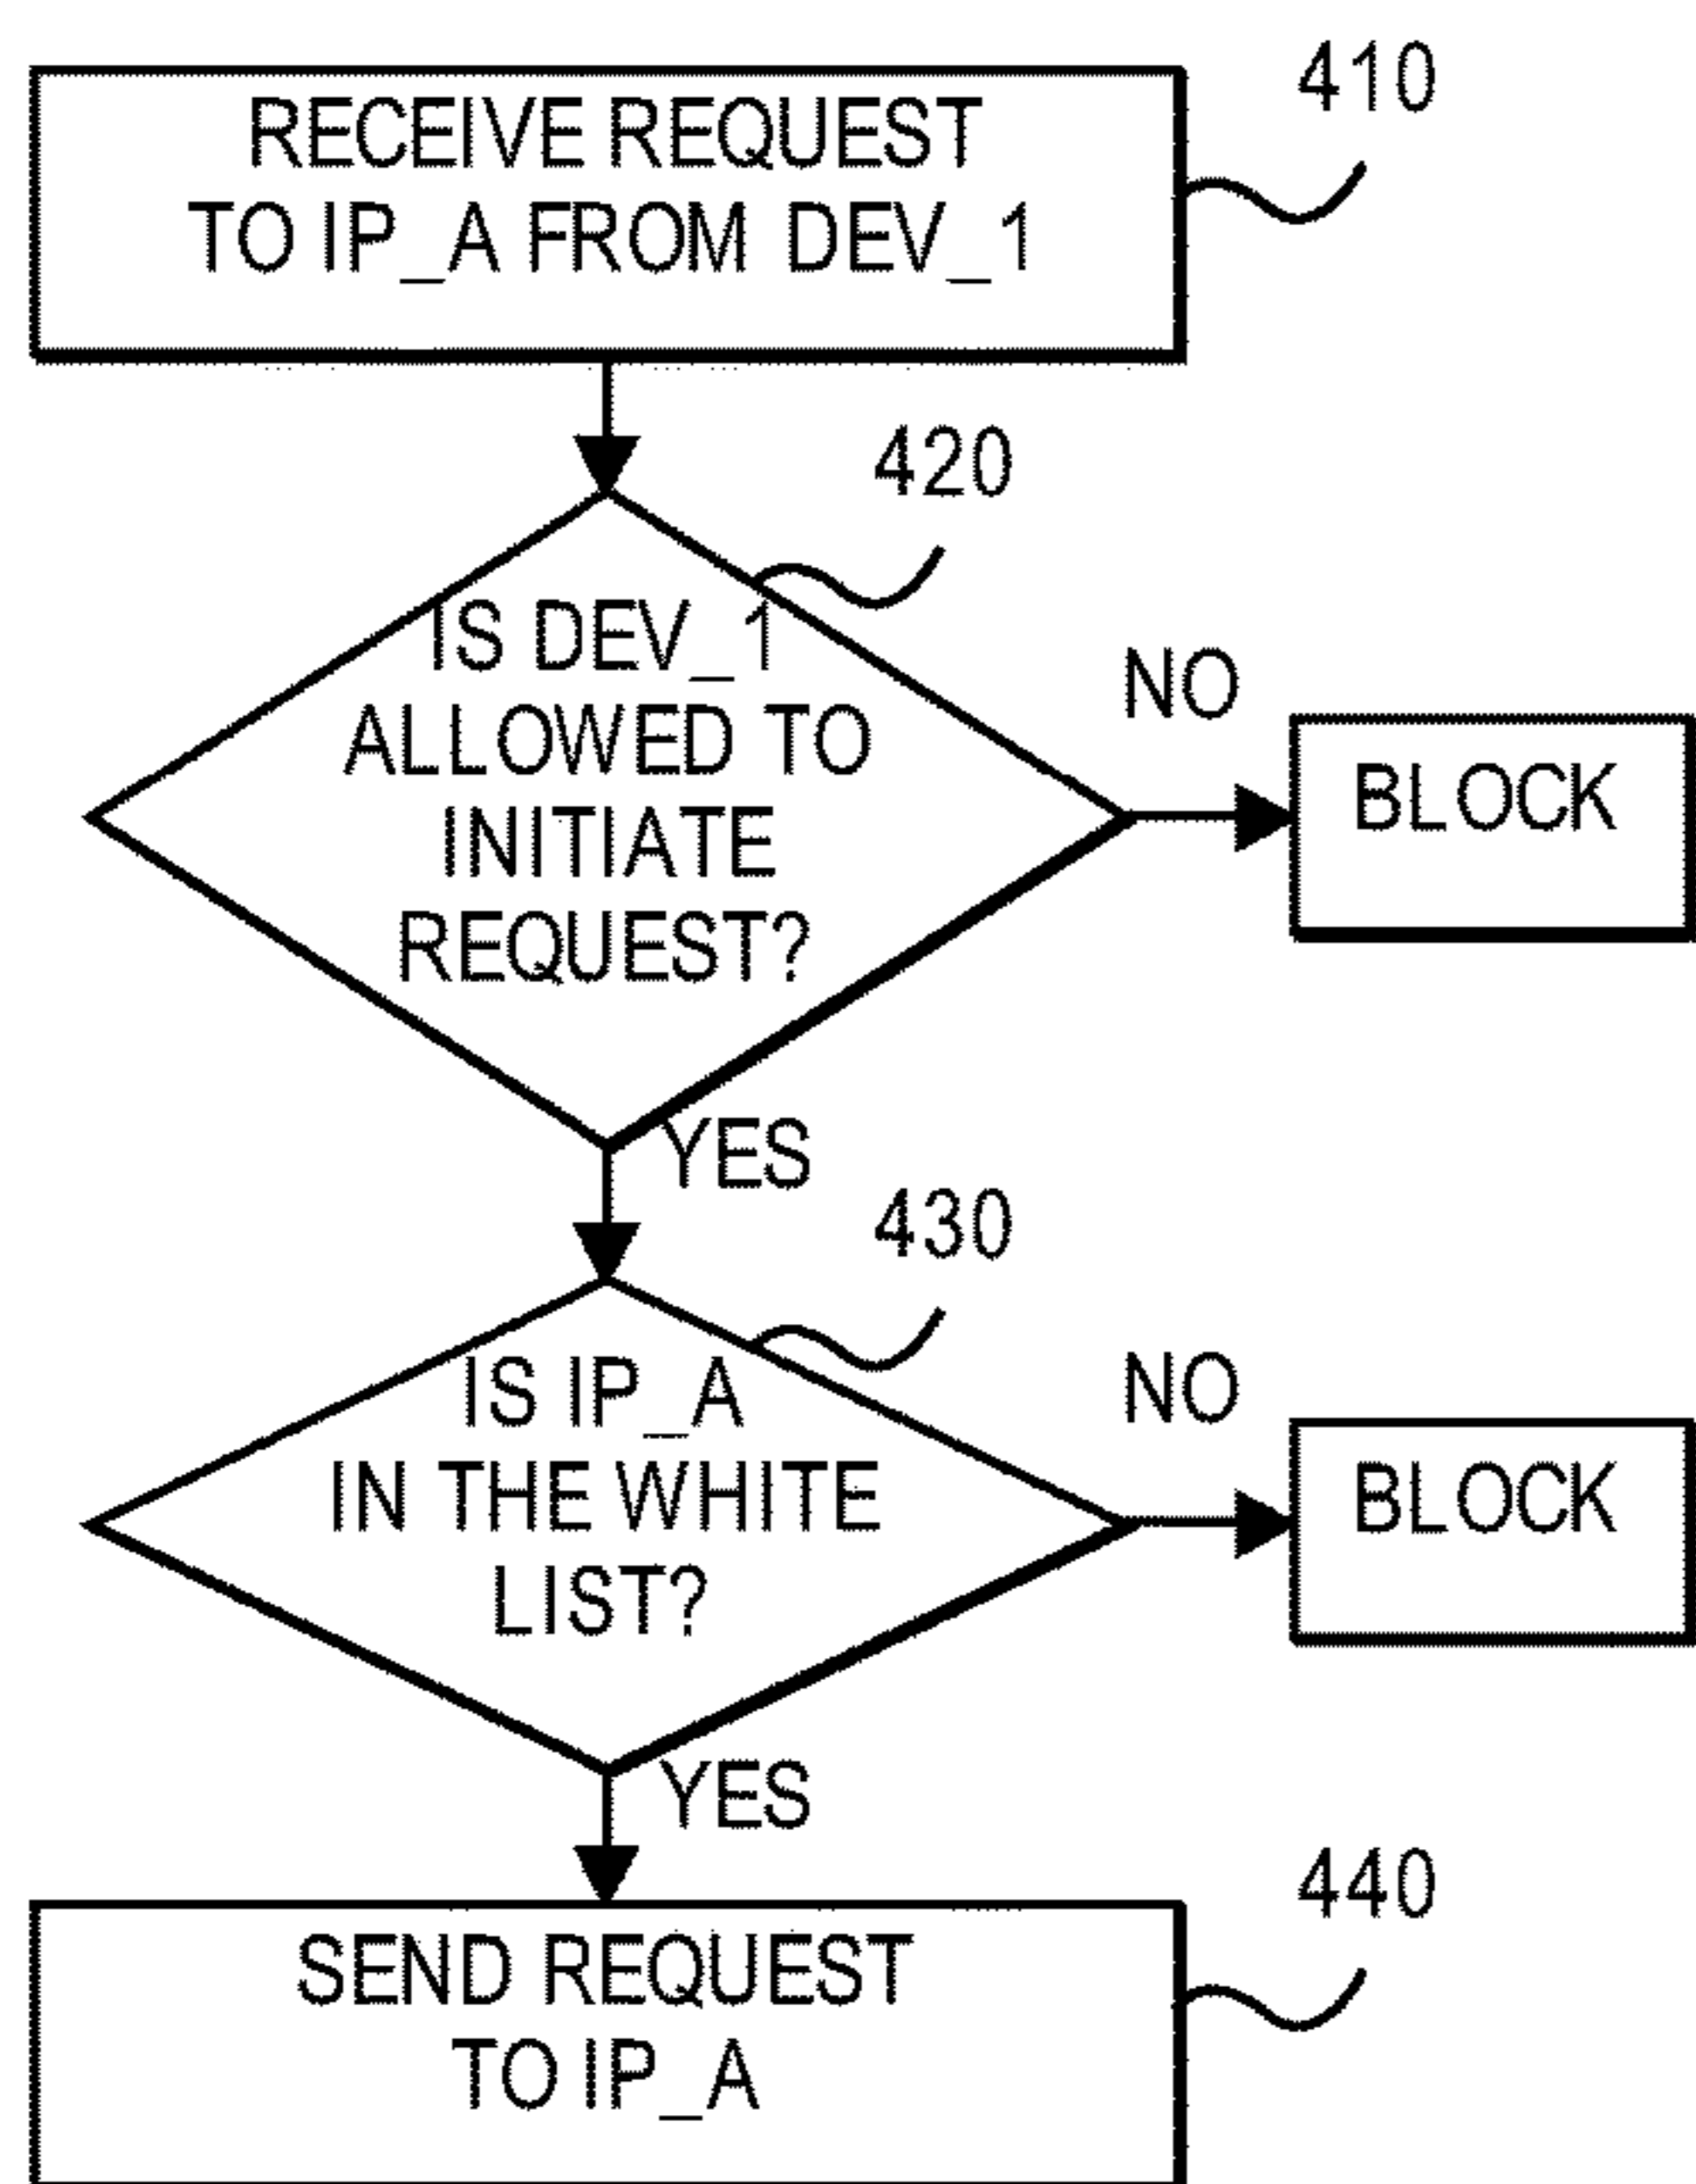 410
RECEIVE REQUEST
TO IP_A FROM DEV_1
420
IS DEV_1
ALLOWED TO
INITIATE
REQUEST?
NO
BLOCK
YES
430
IS IP_A
IN THE WHITE
LIST?
NO
BLOCK
YES
440
SEND REQUEST
TO IP_A